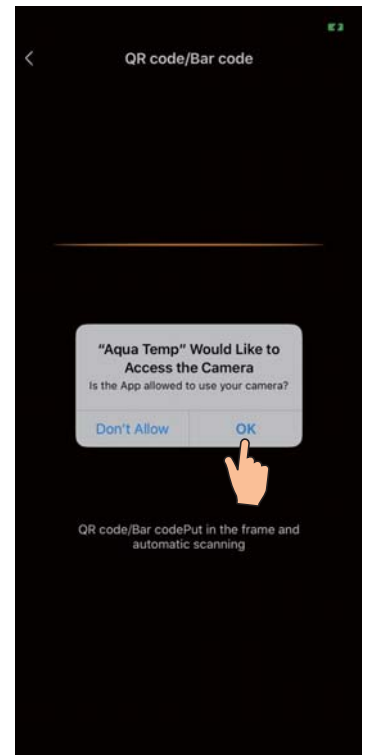 QR code/Bar code
"Aqua Temp" Would Like to
Access the Camera
Is the App allowed to use your camera?
Don't Allow
OK
QR code/Bar codePut in the frame and
automatic scanning